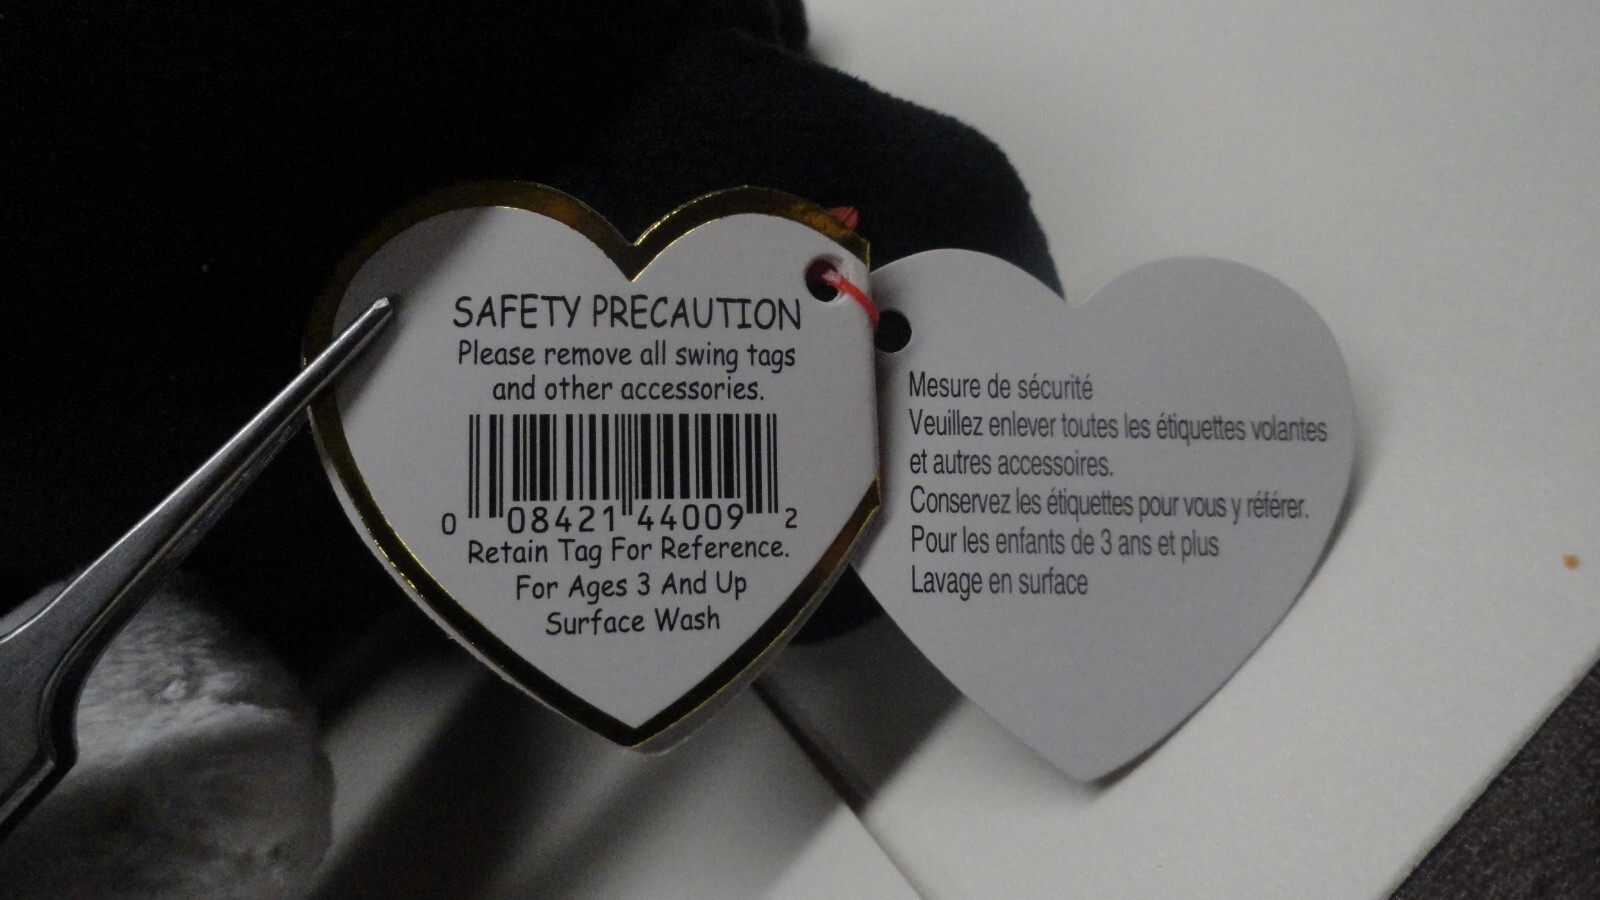 SAFETY PRECAUTION
Please remove all swing tags
and other accessories.
0 08421 44009 2
Retain Tag For Reference.
For Ages 3 And Up
Surface Wash
Mesure de sécurité
Veuillez enlever toutes les étiquettes volantes
et autres accessoires.
Conservez les étiquettes pour vous y référer.
Pour les enfants de 3 ans et plus
Lavage en surface